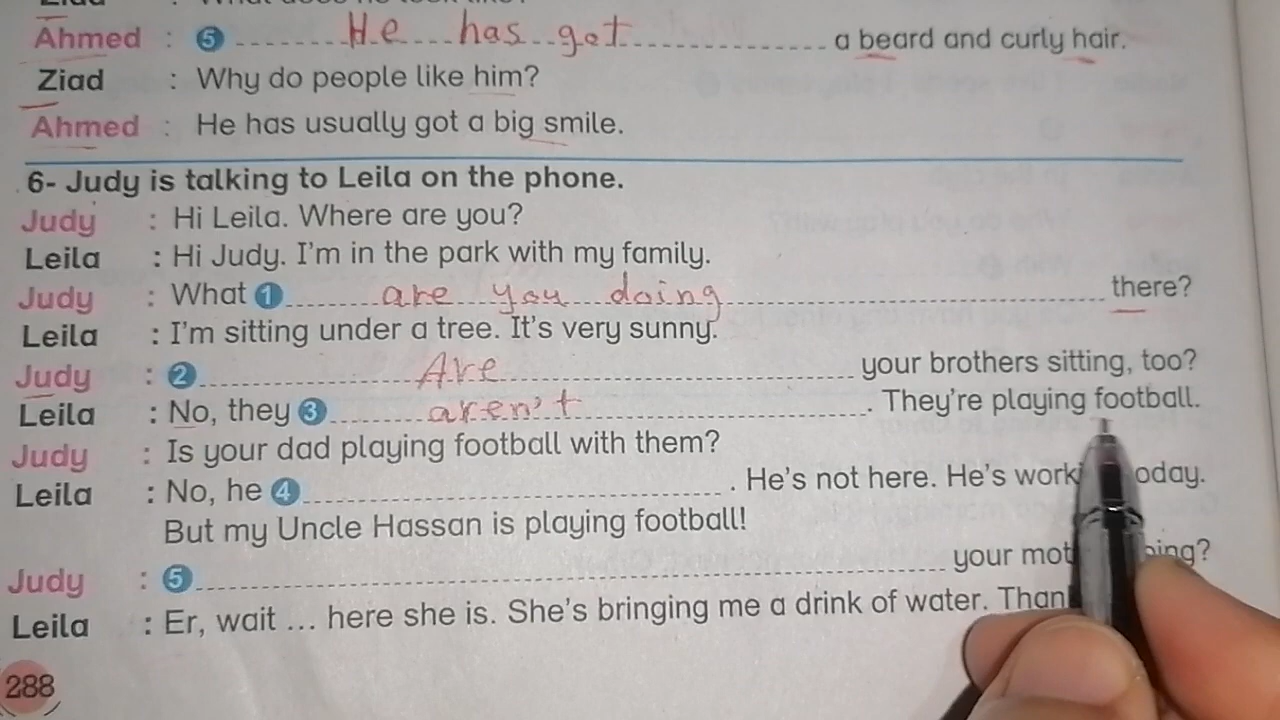 Ahmed : 5 He has got a beard and curly hair.
Ziad : Why do people like him?
Ahmed : He has usually got a big smile.
6- Judy is talking to Leila on the phone.
Judy : Hi Leila. Where are you?
Leila : Hi Judy. I'm in the park with my family.
Judy : What 1 are you doing there?
Leila : I'm sitting under a tree. It's very sunny.
Judy : 2 Are your brothers sitting, too?
Leila : No, they 3 aren't. They're playing football.
Judy : Is your dad playing football with them?
Leila : No, he 4 . He's not here. He's
But my Uncle Hassan is playing football!
Judy : 5 your
Leila : Er, wait ... here she is. She's bringing me a drink of water.
288